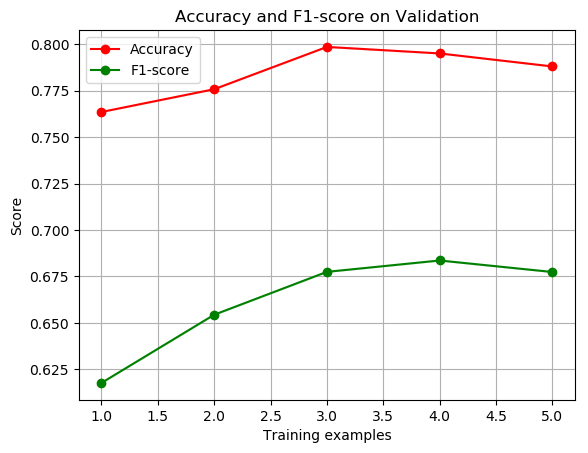 Accuracy and F1-score on Validation
Accuracy
F1-score
0.800
0.775
0.750
0.725
0.700
0.675
0.650
0.625
Score
1.0 1.5 2.0 2.5 3.0 3.5 4.0 4.5 5.0
Training examples